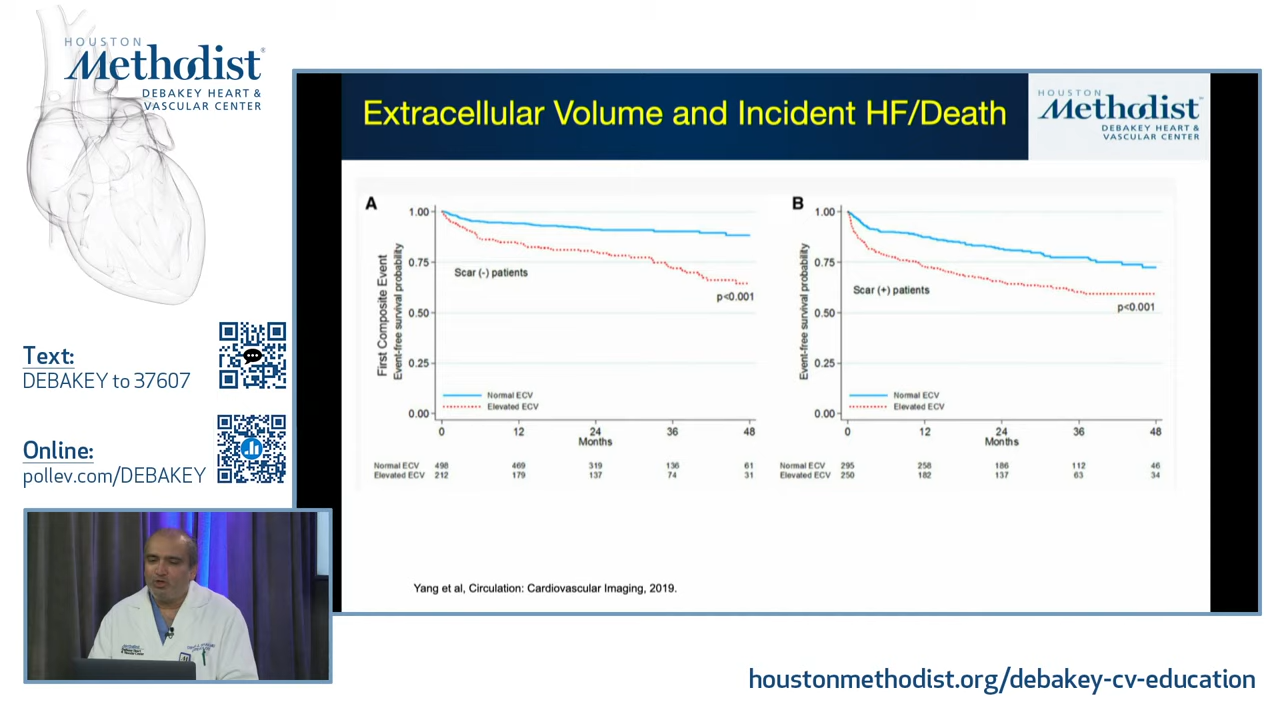 HOUSTON
Methodist®
DEBAKEY HEART &
VASCULAR CENTER
Text:
DEBAKEY to 37607
Online:
pollev.com/DEBAKEY
Extracellular Volume and Incident HF/Death
HOUSTON
Methodist
DEBAKEY HEART &
VASCULAR CENTER
A
First Composite Event
Event-free survival probability)
1.00
0.75
0.50
0.25
0.00
Scar (-) patients
p<0.001
Normal ECV
Elevated ECV
0 12 24 36 48
Months
Normal ECV 498 469 319 136 61
Elevated ECV 212 179 137 74 31
B
Event-free survival probability)
1.00
0.75
0.50
0.25
0.00
Scar (+) patients
p<0.001
Normal ECV
Elevated ECV
0 12 24 36 48
Months
Normal ECV 295 258 186 112 46
Elevated ECV 250 182 137 63 34
Yang et al, Circulation: Cardiovascular Imaging, 2019.
houstonmethodist.org/debakey-cv-education